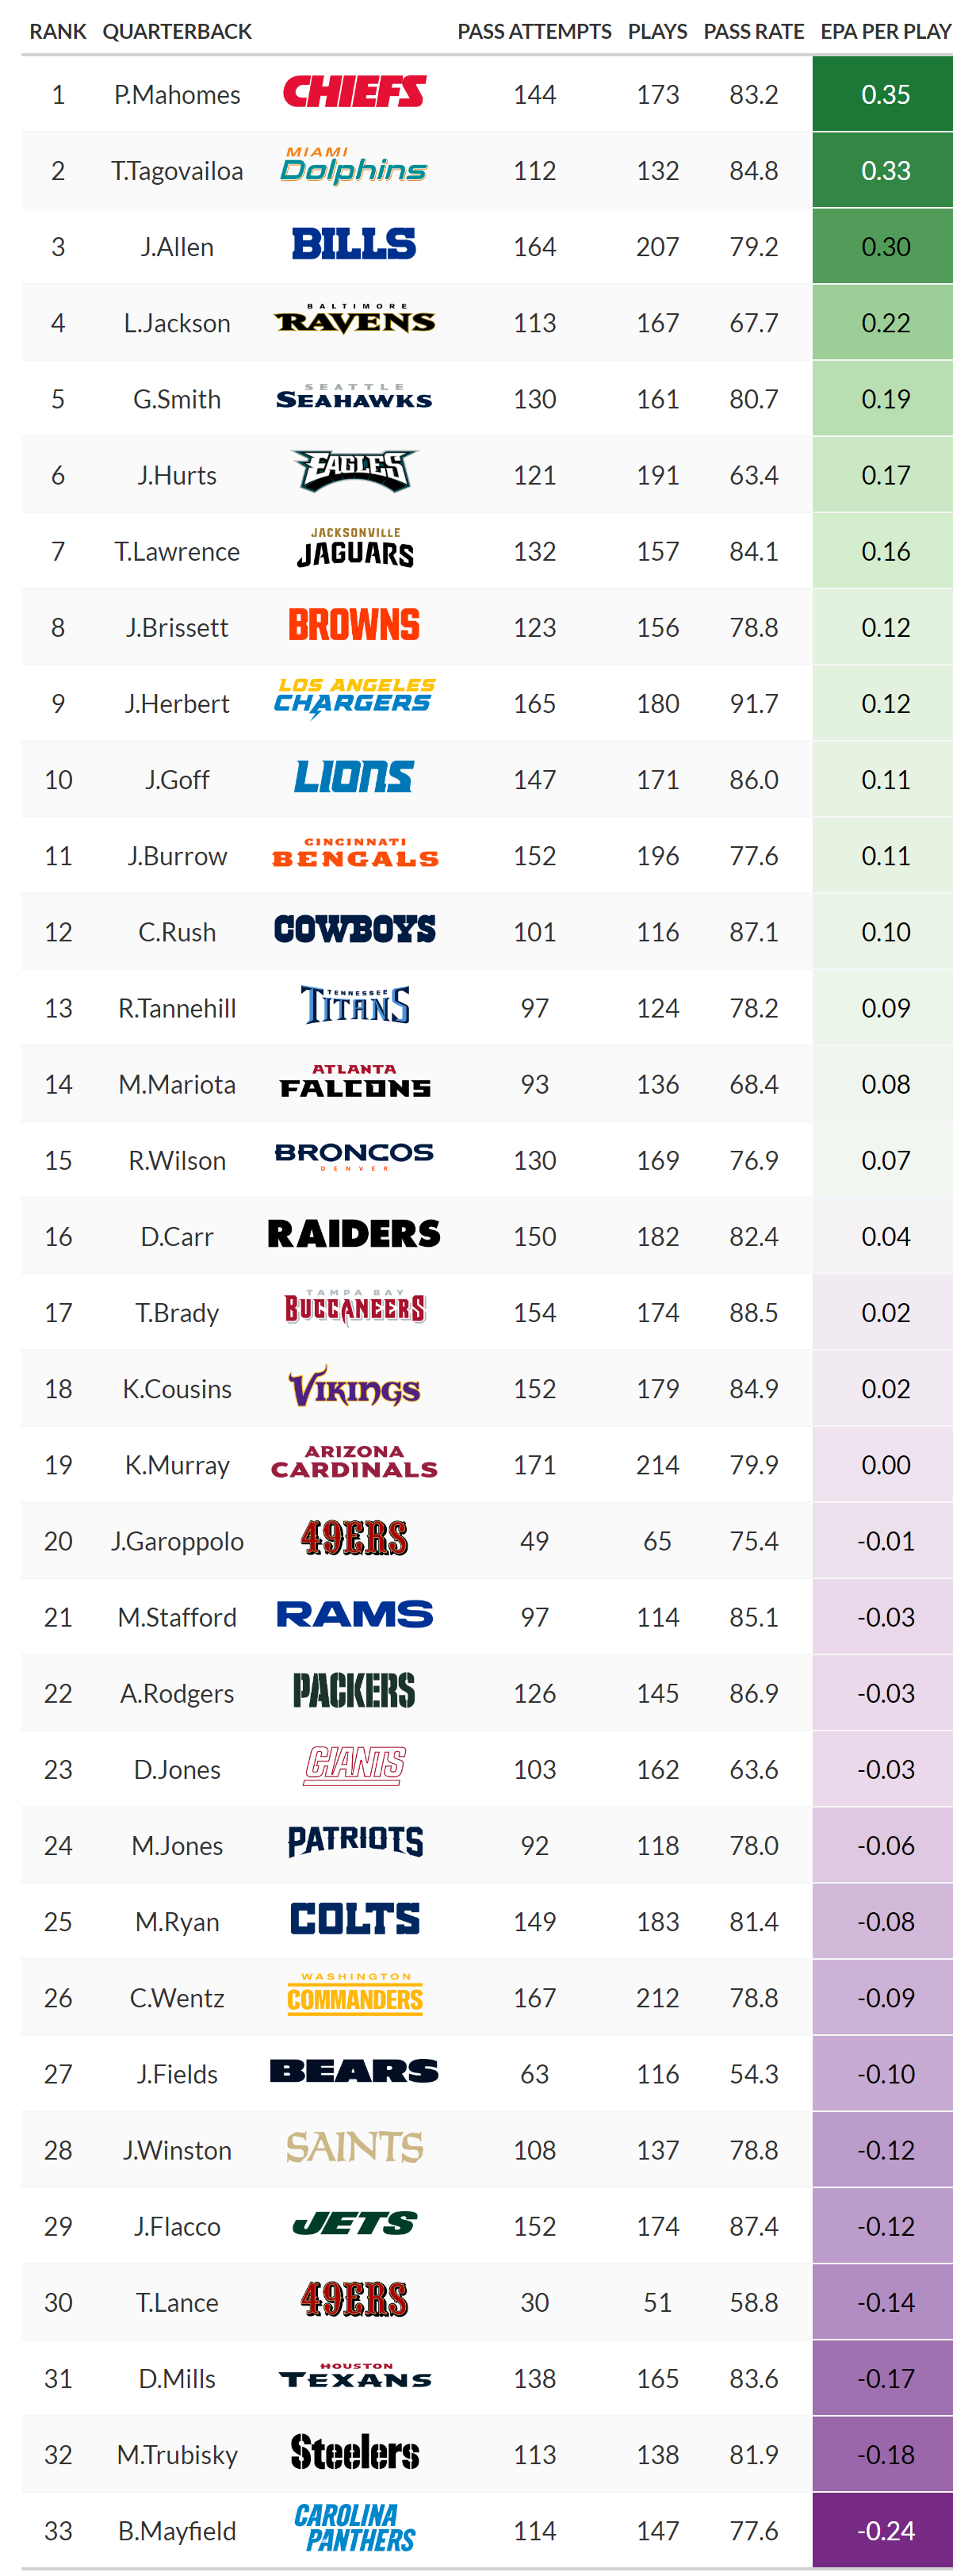 RANK QUARTERBACK PASS ATTEMPTS PLAYS PASS RATE EPA PER PLAY
1 P.Mahomes CHIEFS 144 173 83.2 0.35
2 T.Tagovailoa MIAMI Dolphins 112 132 84.8 0.33
3 J.Allen BILLS 164 207 79.2 0.30
4 L.Jackson BALTIMORE RAVENS 113 167 67.7 0.22
5 G.Smith SEATTLE SEAHAWKS 130 161 80.7 0.19
6 J.Hurts EAGLES 121 191 63.4 0.17
7 T.Lawrence JACKSONVILLE JAGUARS 132 157 84.1 0.16
8 J.Brissett BROWNS 123 156 78.8 0.12
9 J.Herbert LOS ANGELES CHARGERS 165 180 91.7 0.12
10 J.Goff LIONS 147 171 86.0 0.11
11 J.Burrow CINCINNATI BENGALS 152 196 77.6 0.11
12 C.Rush COWBOYS 101 116 87.1 0.10
13 R.Tannehill TENNESSEE TITANS 97 124 78.2 0.09
14 M.Mariota ATLANTA FALCONS 93 136 68.4 0.08
15 R.Wilson BRONCOS DENVER 130 169 76.9 0.07
16 D.Carr RAIDERS 150 182 82.4 0.04
17 T.Brady TAMPA BAY BUCCANEERS 154 174 88.5 0.02
18 K.Cousins VIKINGS 152 179 84.9 0.02
19 K.Murray ARIZONA CARDINALS 171 214 79.9 0.00
20 J.Garoppolo 49ERS 49 65 75.4 -0.01
21 M.Stafford RAMS 97 114 85.1 -0.03
22 A.Rodgers PACKERS 126 145 86.9 -0.03
23 D.Jones GIANTS 103 162 63.6 -0.03
24 M.Jones PATRIOTS 92 118 78.0 -0.06
25 M.Ryan COLTS 149 183 81.4 -0.08
26 C.Wentz WASHINGTON COMMANDERS 167 212 78.8 -0.09
27 J.Fields BEARS 63 116 54.3 -0.10
28 J.Winston SAINTS 108 137 78.8 -0.12
29 J.Flacco JETS 152 174 87.4 -0.12
30 T.Lance 49ERS 30 51 58.8 -0.14
31 D.Mills HOUSTON TEXANS 138 165 83.6 -0.17
32 M.Trubisky Steelers 113 138 81.9 -0.18
33 B.Mayfield CAROLINA PANTHERS 114 147 77.6 -0.24